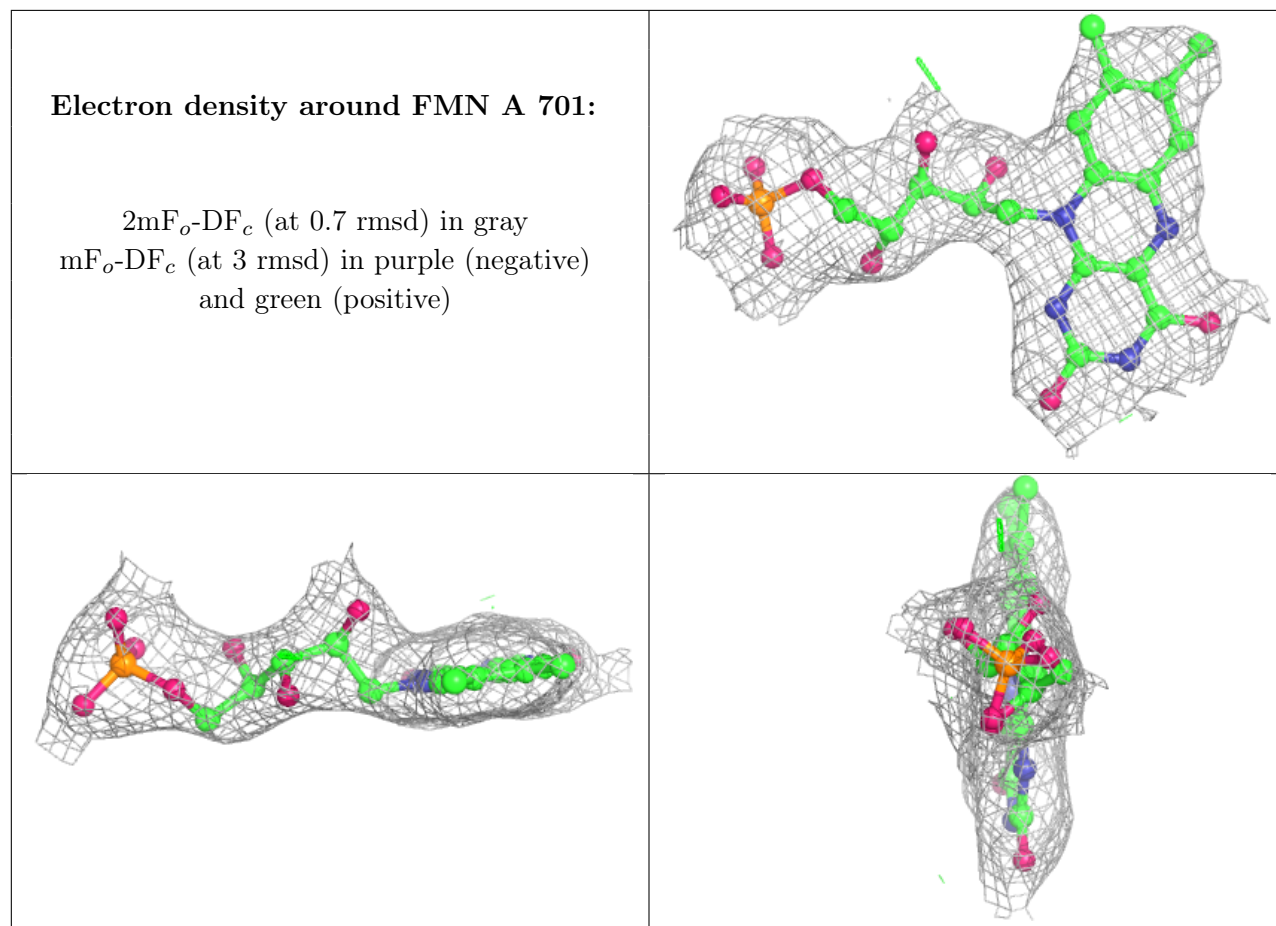 Electron density around FMN A 701:
2mFo-DFc (at 0.7 rmsd) in gray
mFo-DFc (at 3 rmsd) in purple (negative)
and green (positive)